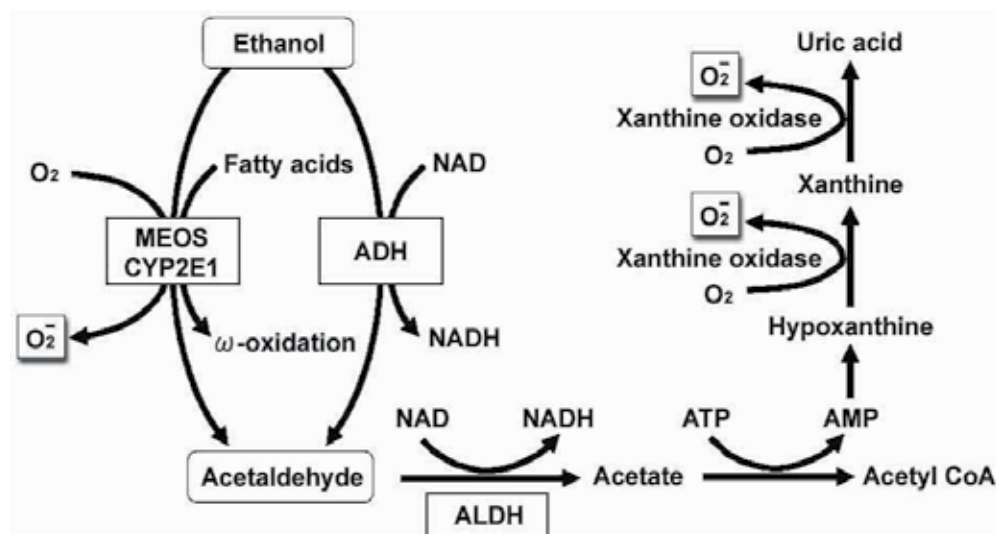 Ethanol
Uric acid
O₂⁻
Xanthine oxidase
O₂
O₂
Fatty acids
NAD
Xanthine
MEOS
CYP2E1
ADH
O₂⁻
Xanthine oxidase
O₂
O₂⁻
ω-oxidation
NADH
Hypoxanthine
NAD
NADH
ATP
AMP
Acetaldehyde
Acetate
Acetyl CoA
ALDH